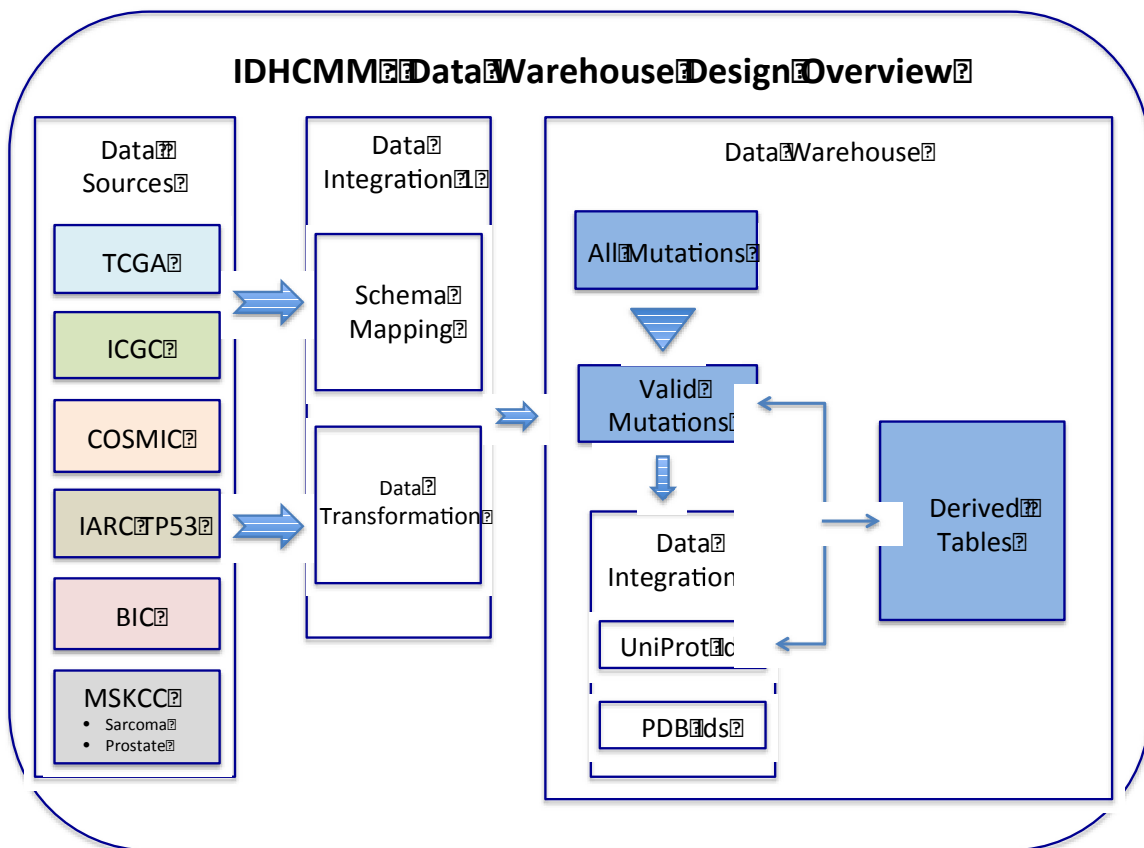 IDHCMM: Data Warehouse Design Overview
Data
Sources
TCGA
ICGC
COSMIC
IARC TP53
BIC
MSKCC
• Sarcoma
• Prostate
Data
Integration 1
Schema
Mapping
Data
Transformation
Data Warehouse
All Mutations
Valid
Mutations
Data
Integration
UniProt Id
PDB Ids
Derived
Tables